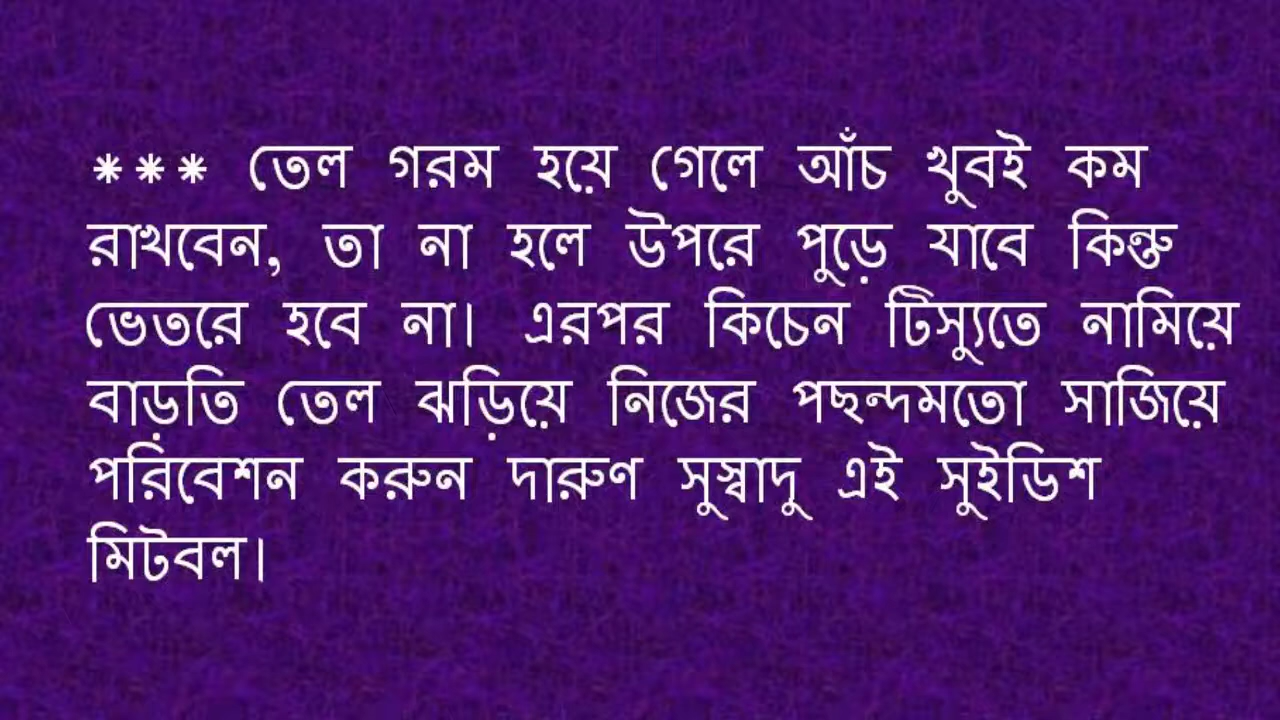 *** তেল গরম হয়ে গেলে আঁচ খুবই কম
রাখবেন, তা না হলে উপরে পুড়ে যাবে কিন্তু
ভেতরে হবে না। এরপর কিচেন টিস্যুতে নামিয়ে
বাড়তি তেল ঝড়িয়ে নিজের পছন্দমতো সাজিয়ে
পরিবেশন করুন দারুণ সুস্বাদু এই সুইডিশ
মিটবল।